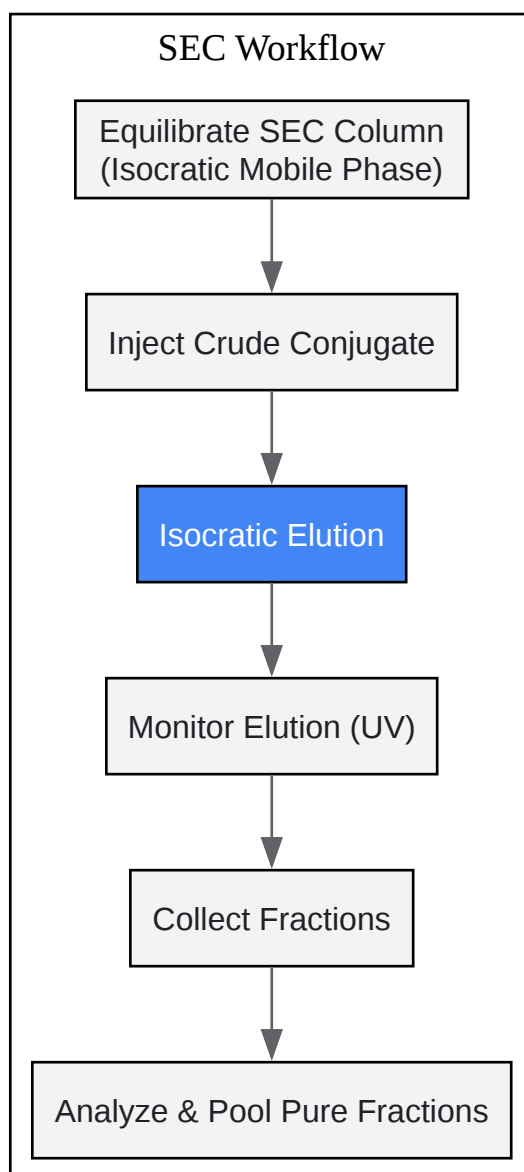 SEC Workflow
Equilibrate SEC Column
(Isocratic Mobile Phase)
Inject Crude Conjugate
Isocratic Elution
Monitor Elution (UV)
Collect Fractions
Analyze & Pool Pure Fractions